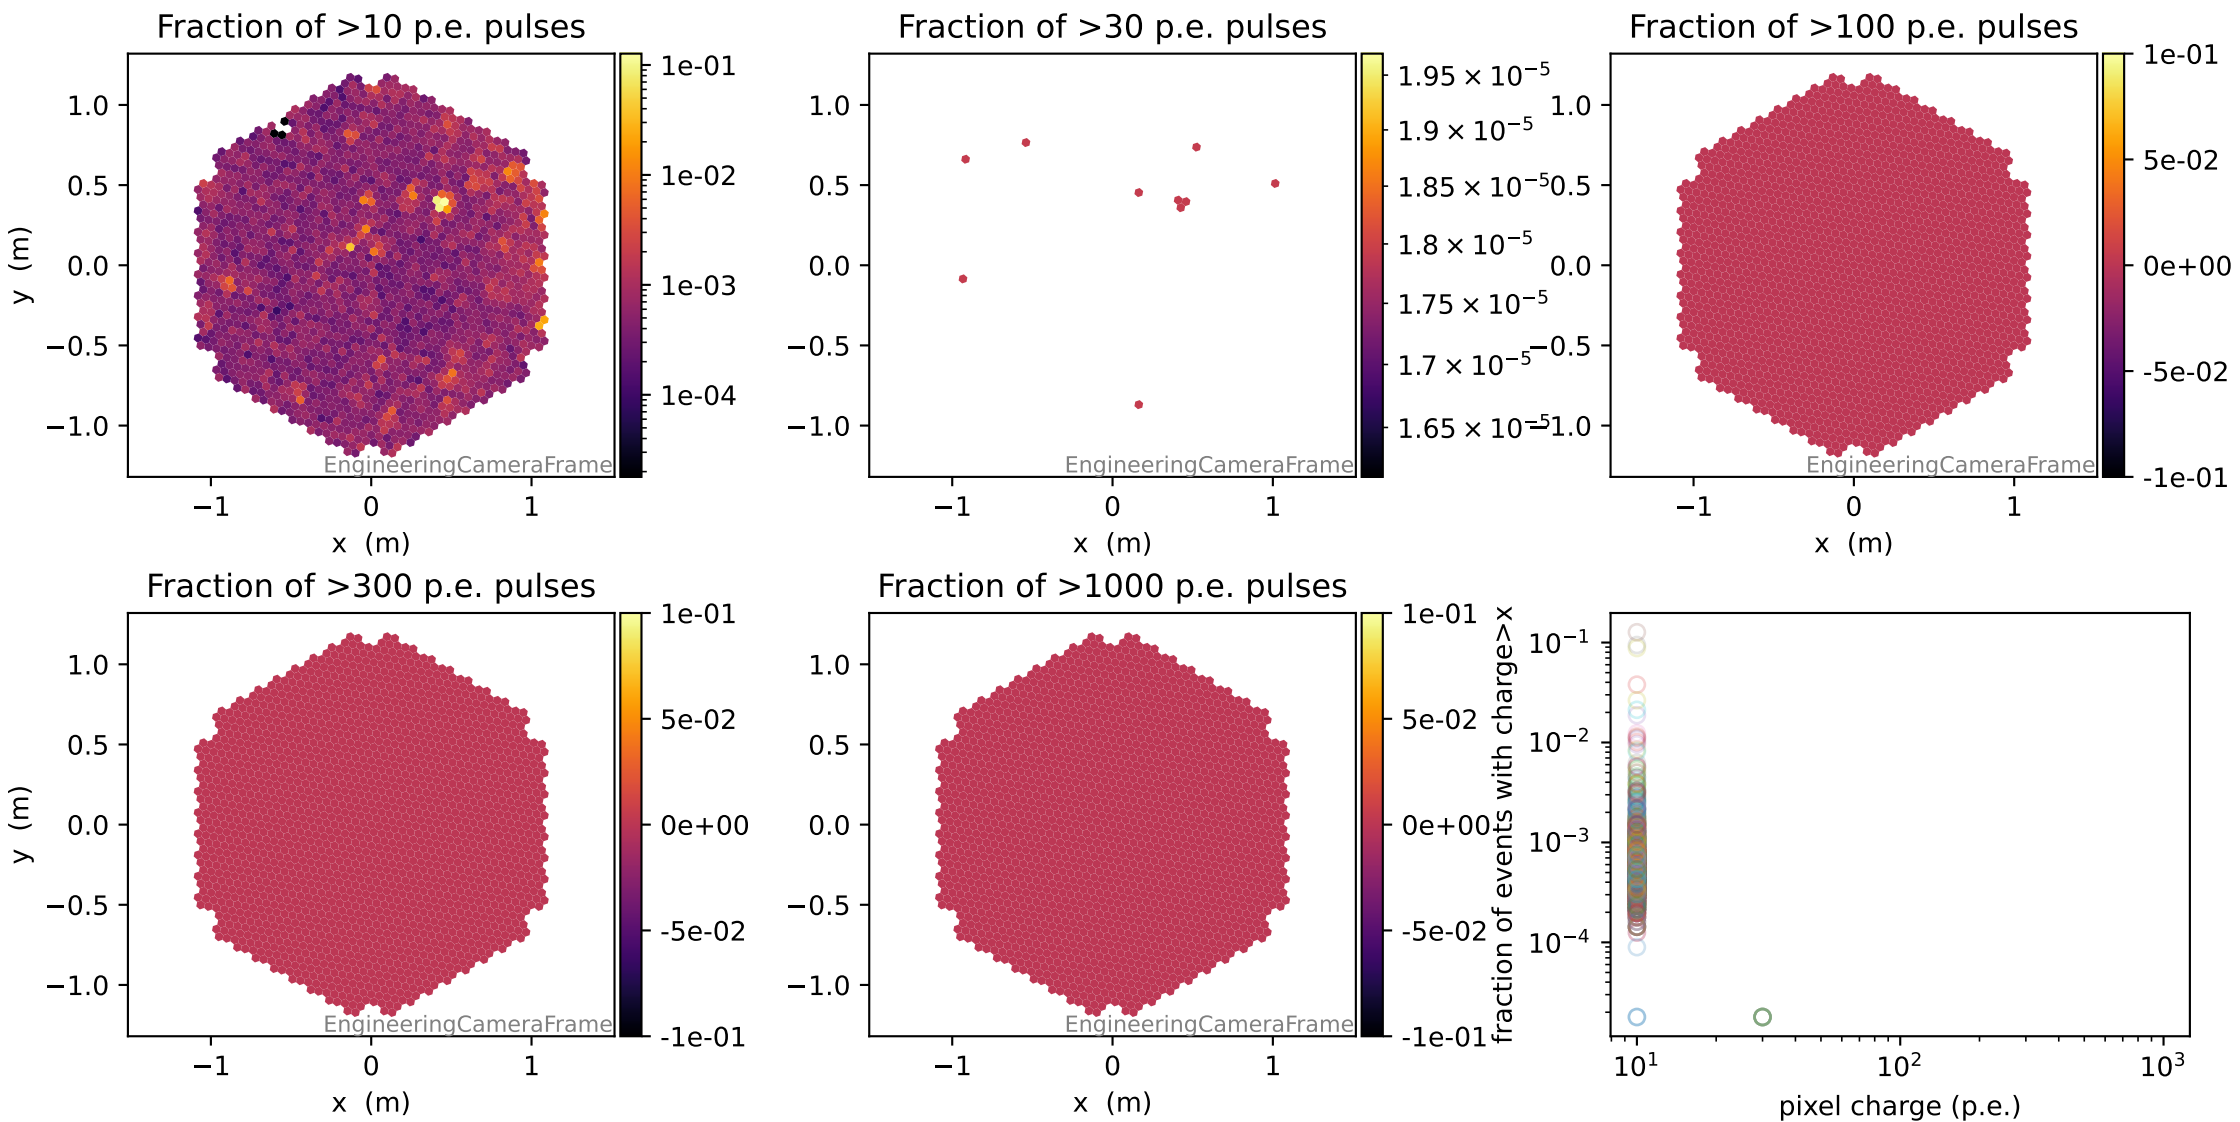 Fraction of >10 p.e. pulses
1.0
0.5
0.0
−0.5
−1.0
y (m)
−1
0
1
x (m)
EngineeringCameraFrame
1e-01
1e-02
1e-03
1e-04
Fraction of >30 p.e. pulses
1.0
0.5
0.0
−0.5
−1.0
−1
0
1
x (m)
EngineeringCameraFrame
1.95 × 10⁻⁵
1.9 × 10⁻⁵
1.85 × 10⁻⁵
1.8 × 10⁻⁵
1.75 × 10⁻⁵
1.7 × 10⁻⁵
1.65 × 10⁻⁵
Fraction of >100 p.e. pulses
1.0
0.5
0.0
−0.5
−1.0
−1
0
1
x (m)
EngineeringCameraFrame
1e-01
5e-02
0e+00
-5e-02
-1e-01
Fraction of >300 p.e. pulses
1.0
0.5
0.0
−0.5
−1.0
y (m)
−1
0
1
x (m)
EngineeringCameraFrame
1e-01
5e-02
0e+00
-5e-02
-1e-01
Fraction of >1000 p.e. pulses
1.0
0.5
0.0
−0.5
−1.0
−1
0
1
x (m)
EngineeringCameraFrame
1e-01
5e-02
0e+00
-5e-02
-1e-01
fraction of events with charge>x
10⁻¹
10⁻²
10⁻³
10⁻⁴
10¹
10²
10³
pixel charge (p.e.)